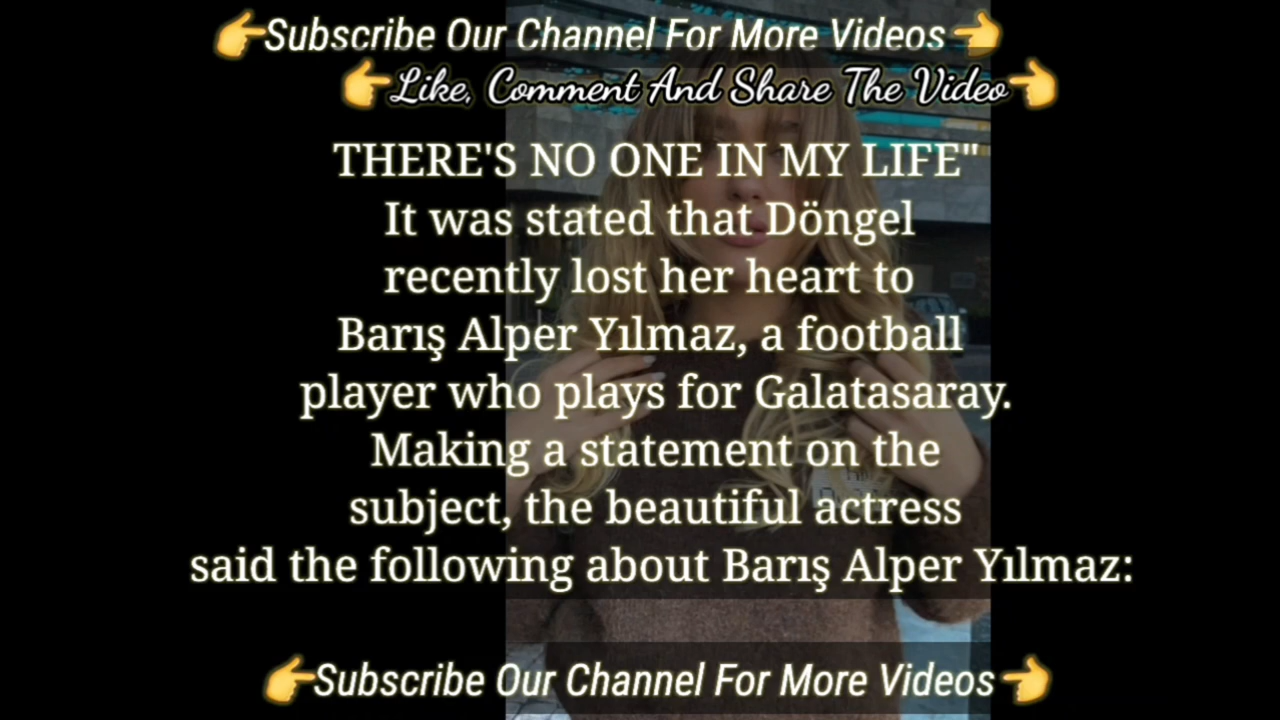 👉Subscribe Our Channel For More Videos👈
👉Like, Comment And Share The Video👈
THERE'S NO ONE IN MY LIFE"
It was stated that Döngel
recently lost her heart to
Barış Alper Yılmaz, a football
player who plays for Galatasaray.
Making a statement on the
subject, the beautiful actress
said the following about Barış Alper Yılmaz:
👉Subscribe Our Channel For More Videos👈